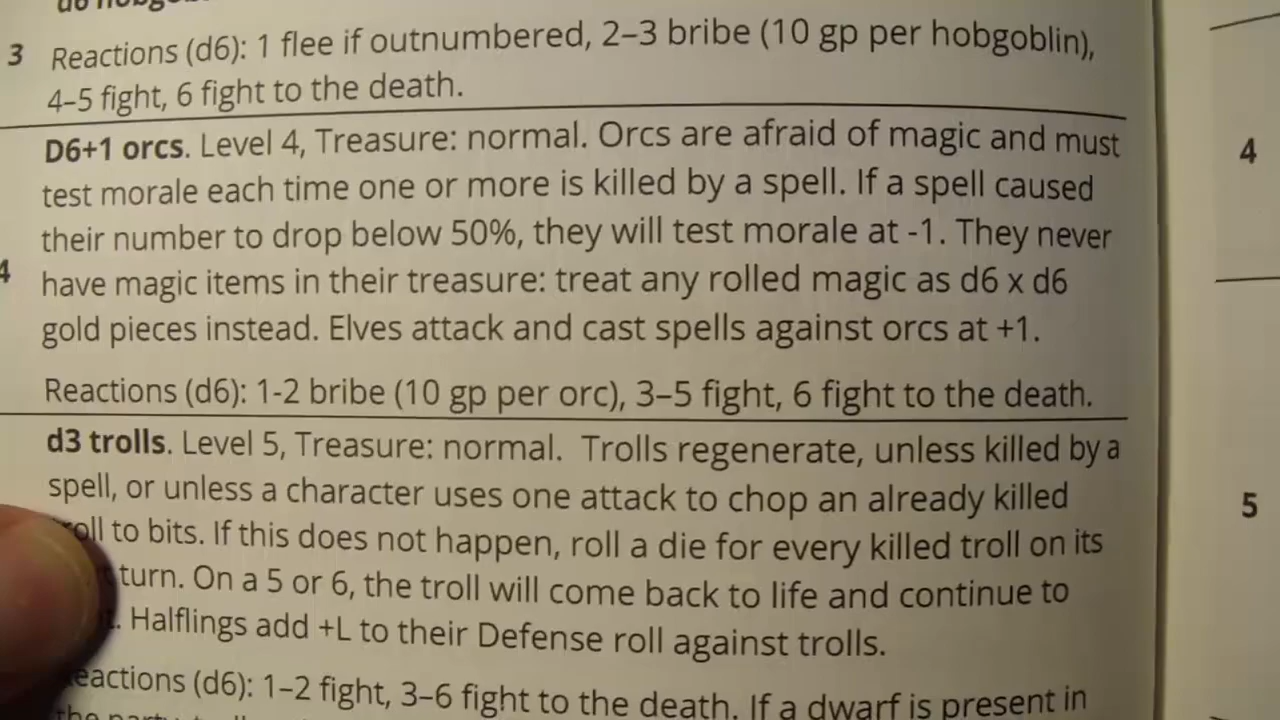 3 Reactions (d6): 1 flee if outnumbered, 2–3 bribe (10 gp per hobgoblin),
4–5 fight, 6 fight to the death.
D6+1 orcs. Level 4, Treasure: normal. Orcs are afraid of magic and must
test morale each time one or more is killed by a spell. If a spell caused
their number to drop below 50%, they will test morale at -1. They never
4 have magic items in their treasure: treat any rolled magic as d6 x d6
gold pieces instead. Elves attack and cast spells against orcs at +1.
Reactions (d6): 1-2 bribe (10 gp per orc), 3–5 fight, 6 fight to the death.
d3 trolls. Level 5, Treasure: normal. Trolls regenerate, unless killed by a
spell, or unless a character uses one attack to chop an already killed
troll to bits. If this does not happen, roll a die for every killed troll on its
turn. On a 5 or 6, the troll will come back to life and continue to
Halflings add +L to their Defense roll against trolls.
Reactions (d6): 1–2 fight, 3–6 fight to the death. If a dwarf is present in
4
5